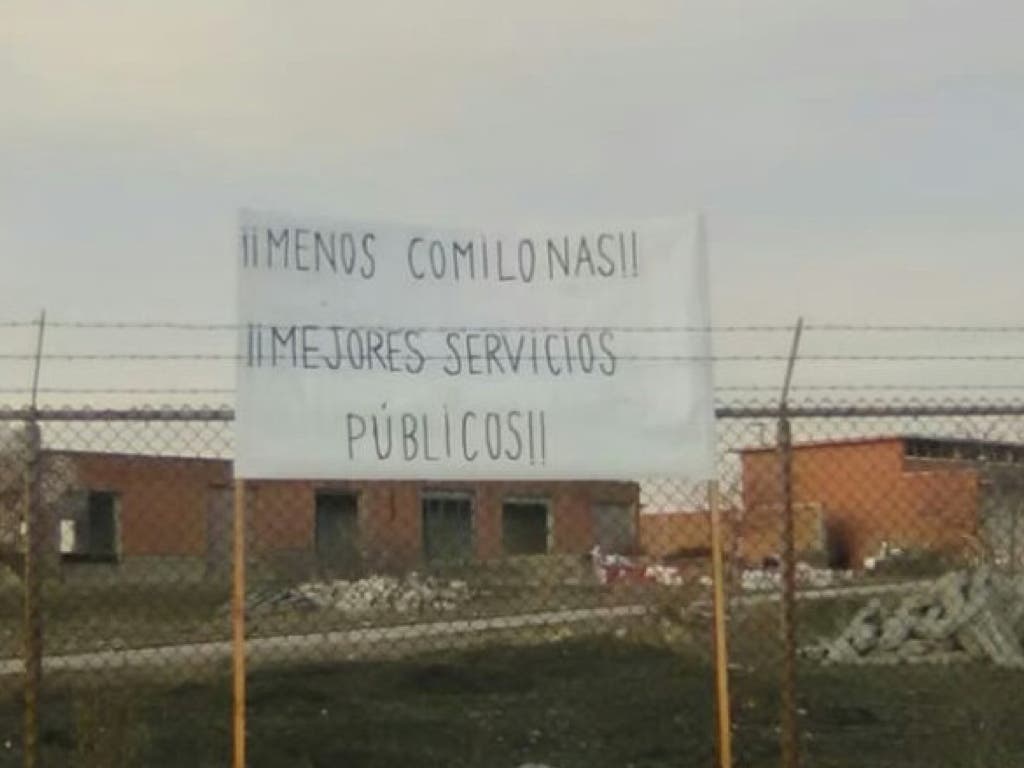 ¡¡MENOS COMILONAS!!
¡¡MEJORES SERVICIOS
PÚBLICOS!!